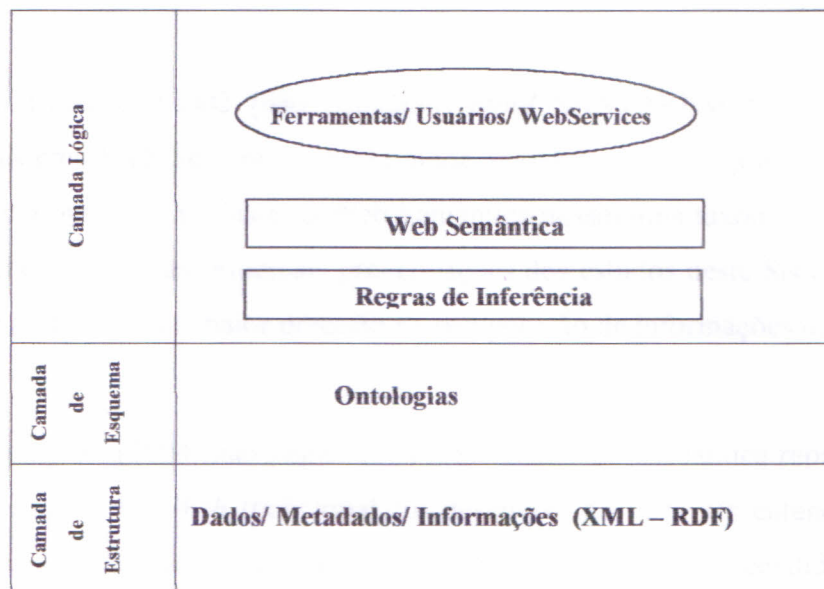 Camada Lógica
Ferramentas/ Usuários/ WebServices
Web Semântica
Regras de Inferência
Camada
de
Esquema
Ontologias
Camada
de
Estrutura
Dados/ Metadados/ Informações (XML – RDF)